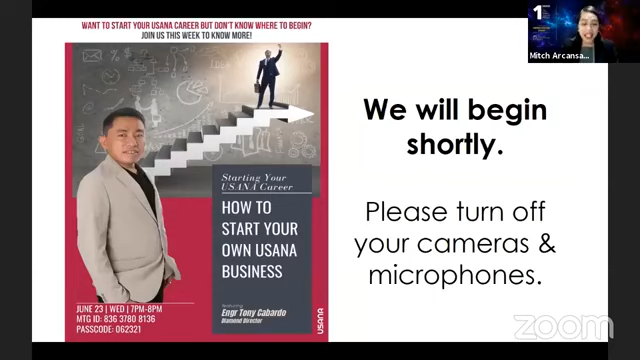 WANT TO START YOUR USANA CAREER BUT DON'T KNOW WHERE TO BEGIN?
JOIN US THIS WEEK TO KNOW MORE!
Starting Your
USANA Career
HOW TO
START YOUR
OWN USANA
BUSINESS
featuring
Engr Tony Cabardo
Diamond Director
USANA
JUNE 23 | WED | 7PM-8PM
MTG ID: 836 3780 8136
PASSCODE: 062321
We will begin
shortly.
Please turn off
your cameras &
microphones.
1
Mitch Arcansa...
zoom